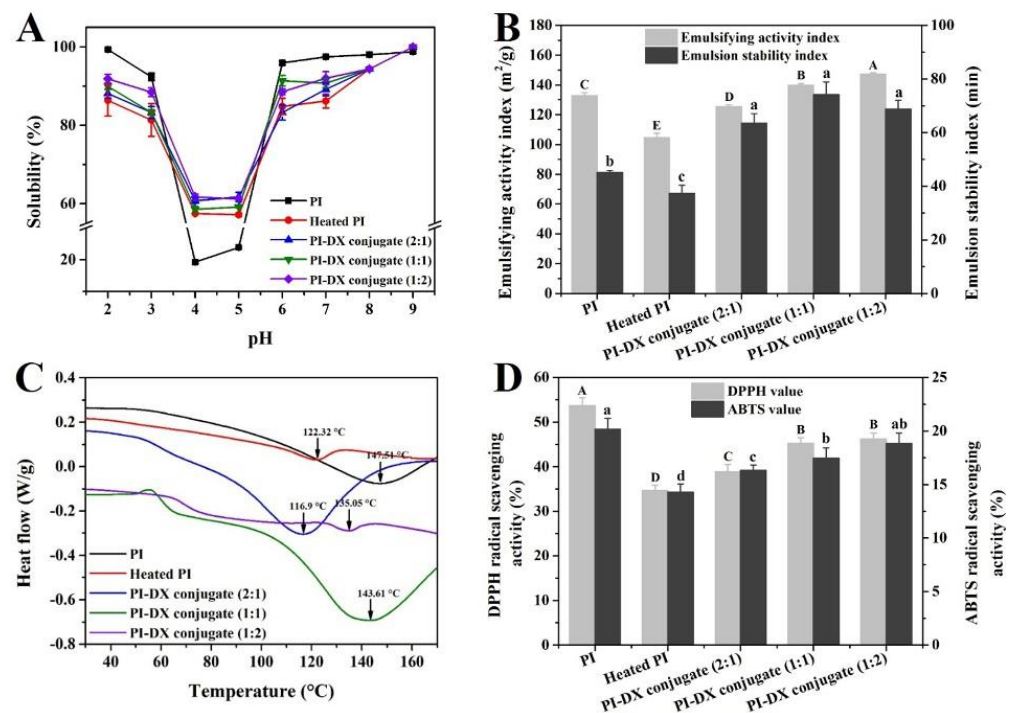 A
Solubility (%)
100
80
60
20
PI
Heated PI
PI-DX conjugate (2:1)
PI-DX conjugate (1:1)
PI-DX conjugate (1:2)
2 3 4 5 6 7 8 9
pH
B
Emulsifying activity index (m²/g)
180
160
140
120
100
80
60
40
20
0
Emulsifying activity index
Emulsion stability index
C b E c D a B a A a
100
80
60
40
20
0
Emulsion stability index (min)
PI
Heated PI
PI-DX conjugate (2:1)
PI-DX conjugate (1:1)
PI-DX conjugate (1:2)
C
Heat flow (W/g)
0.4
0.2
0.0
-0.2
-0.4
-0.6
-0.8
122.32 °C
147.51 °C
116.9 °C
135.05 °C
143.61 °C
PI
Heated PI
PI-DX conjugate (2:1)
PI-DX conjugate (1:1)
PI-DX conjugate (1:2)
40 60 80 100 120 140 160
Temperature (°C)
D
DPPH radical scavenging
activity (%)
60
50
40
30
20
10
0
DPPH value
ABTS value
A a D d C c B b B ab
25
20
15
10
5
0
ABTS radical scavenging
activity (%)
PI
Heated PI
PI-DX conjugate (2:1)
PI-DX conjugate (1:1)
PI-DX conjugate (1:2)